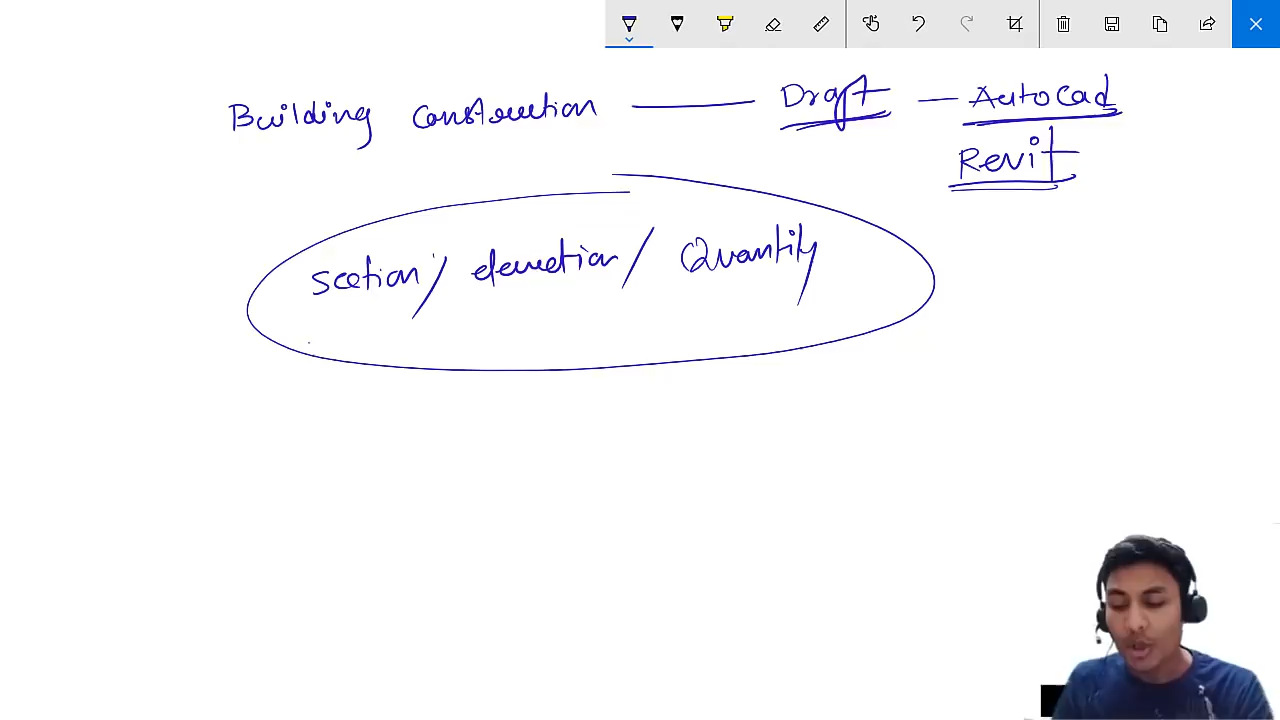 Building Construction — Draft — AutoCad
Revit
section / elevation / Quantity